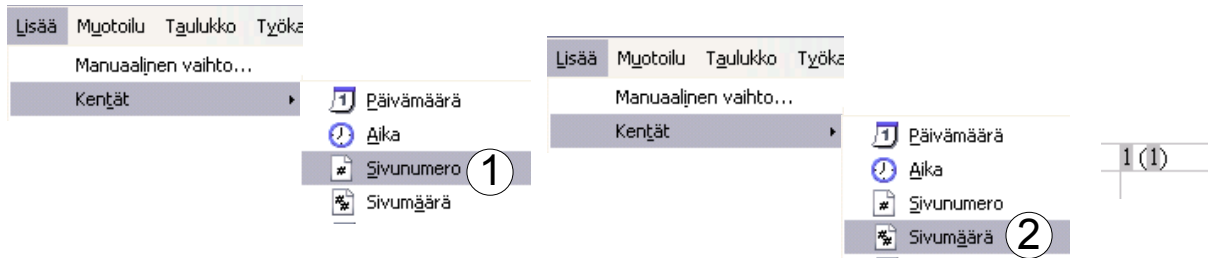 Lisää Muotoilu Taulukko Työka
Manuaalinen vaihto...
Kentät
Päivämäärä
Aika
Sivunumero 1
Sivumäärä
Lisää Muotoilu Taulukko Työka
Manuaalinen vaihto...
Kentät
Päivämäärä
Aika
Sivunumero
Sivumäärä 2
1 (1)